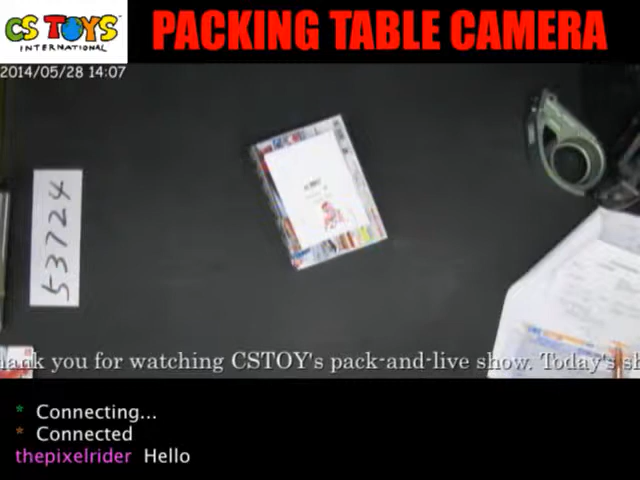 CS TOYS
INTERNATIONAL
PACKING TABLE CAMERA
2014/05/28 14:07
53724
hank you for watching CSTOY's pack-and-live show. Today's sh
* Connecting...
* Connected
thepixelrider Hello